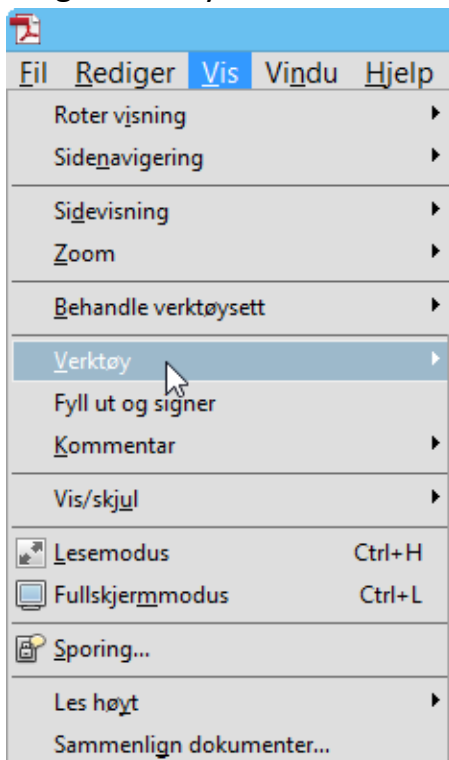 Fil Rediger Vis Vindu Hjelp
Roter visning
Sidenavigering
Sidevisning
Zoom
Behandle verktøysett
Verktøy
Fyll ut og signer
Kommentar
Vis/skjul
Lesemodus Ctrl+H
Fullskjermmodus Ctrl+L
Sporing...
Les høyt
Sammenlign dokumenter...